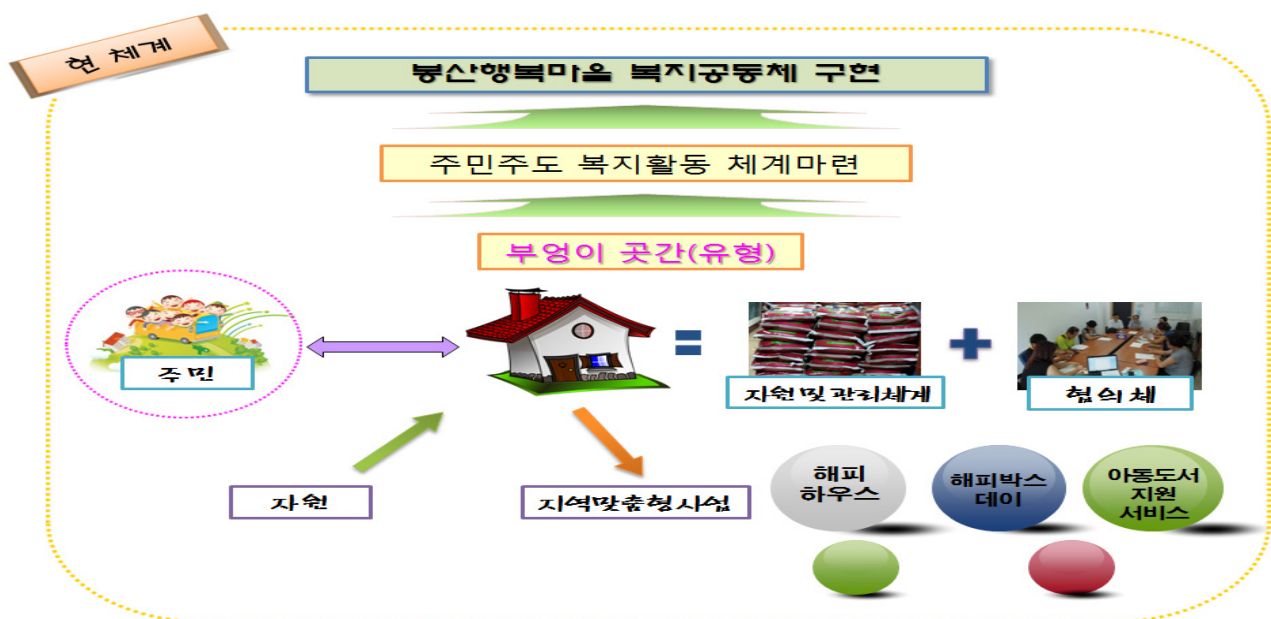 현 체계
봉산행복마을 복지공동체 구현
주민주도 복지활동 체계마련
부엉이 곳간(유형)
주민
자원및관리체계
협의체
자원
지역맞춤형사업
해피
하우스
해피박스
데이
아동도서
지원
서비스